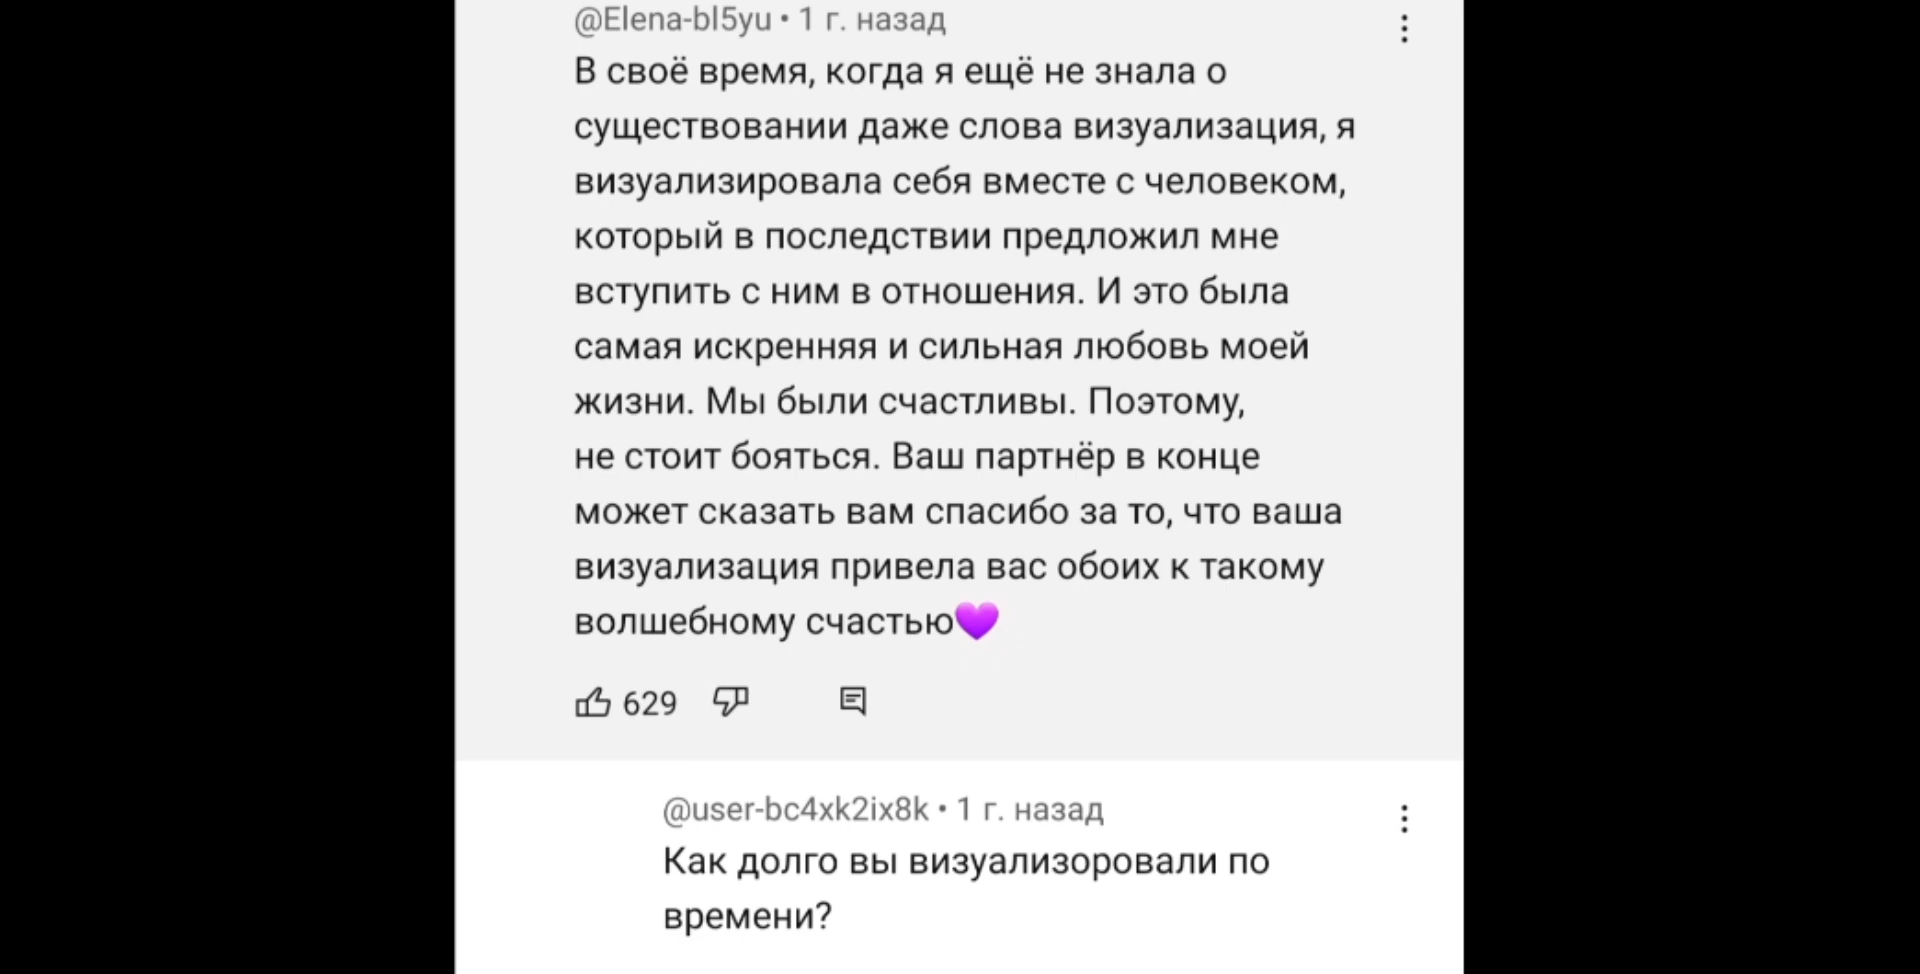 @Elena-bl5yu • 1 г. назад
В своё время, когда я ещё не знала о
существовании даже слова визуализация, я
визуализировала себя вместе с человеком,
который в последствии предложил мне
вступить с ним в отношения. И это была
самая искренняя и сильная любовь моей
жизни. Мы были счастливы. Поэтому,
не стоит бояться. Ваш партнёр в конце
может сказать вам спасибо за то, что ваша
визуализация привела вас обоих к такому
волшебному счастью💜
629
@user-bc4xk2ix8k • 1 г. назад
Как долго вы визуализоровали по
времени?